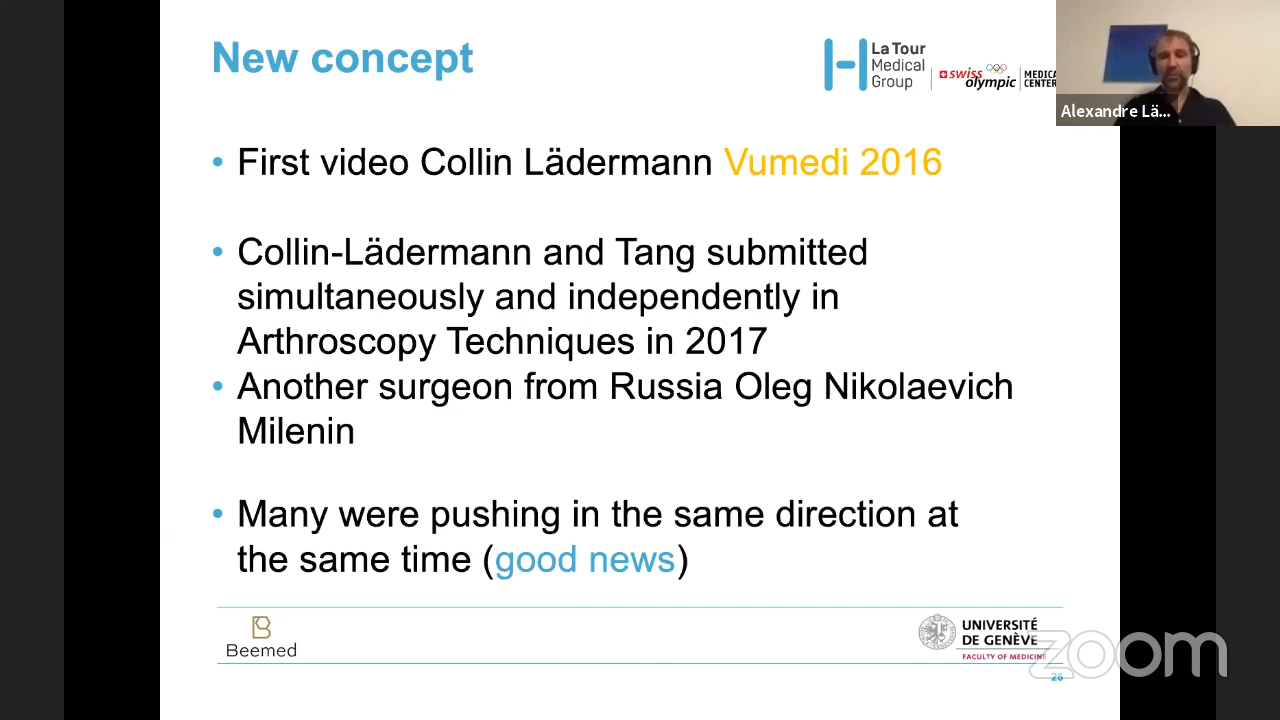 New concept
La Tour
Medical
Group
swiss
olympic
MEDICAL
CENTER
Alexandre Lä...
• First video Collin Lädermann Vumedi 2016
• Collin-Lädermann and Tang submitted
simultaneously and independently in
Arthroscopy Techniques in 2017
• Another surgeon from Russia Oleg Nikolaevich
Milenin
• Many were pushing in the same direction at
the same time (good news)
Beemed
UNIVERSITÉ
DE GENÈVE
FACULTY OF MEDICINE
zoom
26